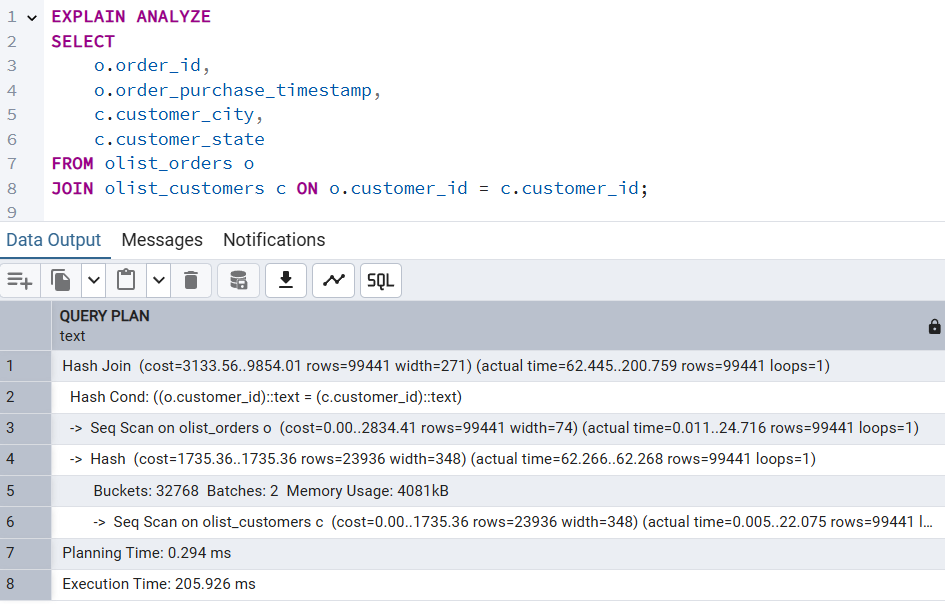 1 EXPLAIN ANALYZE
2 SELECT
3 o.order_id,
4 o.order_purchase_timestamp,
5 c.customer_city,
6 c.customer_state
7 FROM olist_orders o
8 JOIN olist_customers c ON o.customer_id = c.customer_id;
9
Data Output Messages Notifications
SQL
QUERY PLAN
text
1 Hash Join (cost=3133.56..9854.01 rows=99441 width=271) (actual time=62.445..200.759 rows=99441 loops=1)
2 Hash Cond: ((o.customer_id)::text = (c.customer_id)::text)
3 -> Seq Scan on olist_orders o (cost=0.00..2834.41 rows=99441 width=74) (actual time=0.011..24.716 rows=99441 loops=1)
4 -> Hash (cost=1735.36..1735.36 rows=23936 width=348) (actual time=62.266..62.268 rows=99441 loops=1)
5 Buckets: 32768 Batches: 2 Memory Usage: 4081kB
6 -> Seq Scan on olist_customers c (cost=0.00..1735.36 rows=23936 width=348) (actual time=0.005..22.075 rows=99441 l...
7 Planning Time: 0.294 ms
8 Execution Time: 205.926 ms